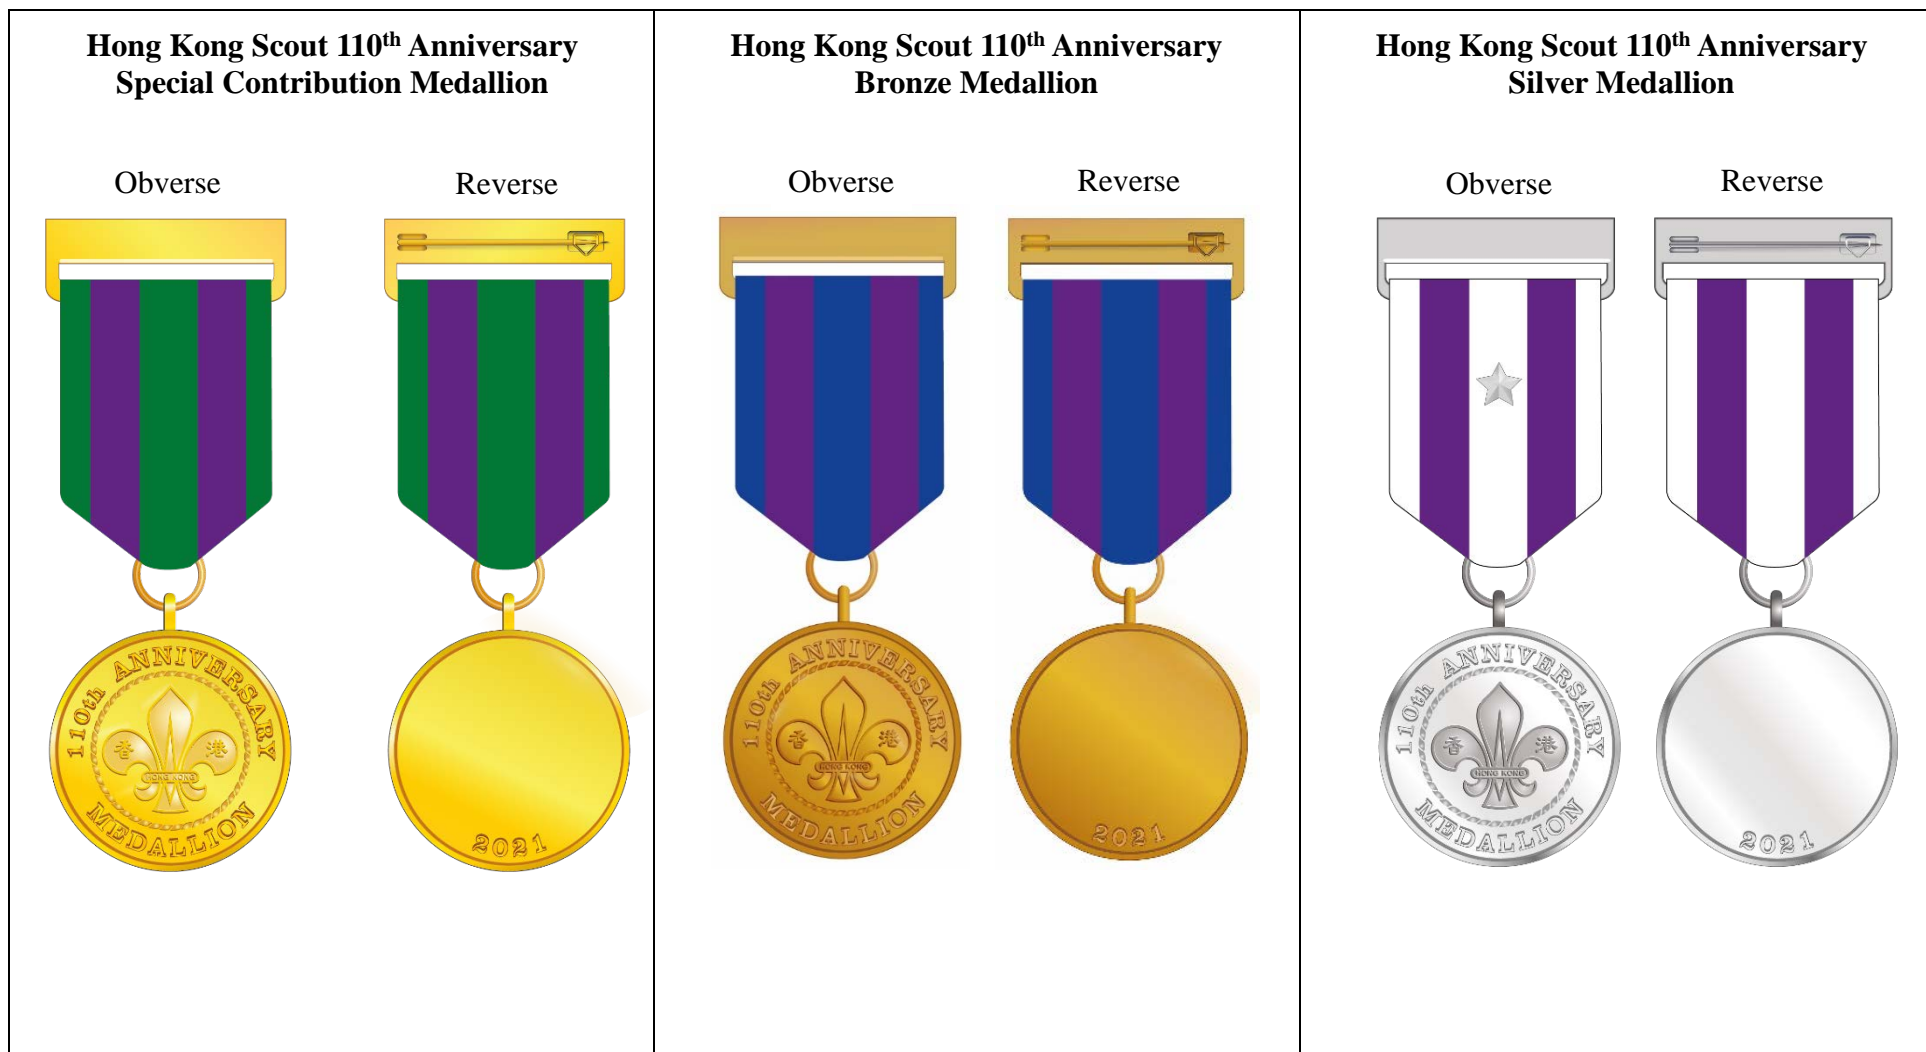 Hong Kong Scout 110th Anniversary
Special Contribution Medallion
Obverse
Reverse
110th ANNIVERSARY
香 港
HONG KONG
MEDALLION
2021
Hong Kong Scout 110th Anniversary
Bronze Medallion
Obverse
Reverse
110th ANNIVERSARY
香 港
HONG KONG
MEDALLION
2021
Hong Kong Scout 110th Anniversary
Silver Medallion
Obverse
Reverse
110th ANNIVERSARY
香 港
HONG KONG
MEDALLION
2021